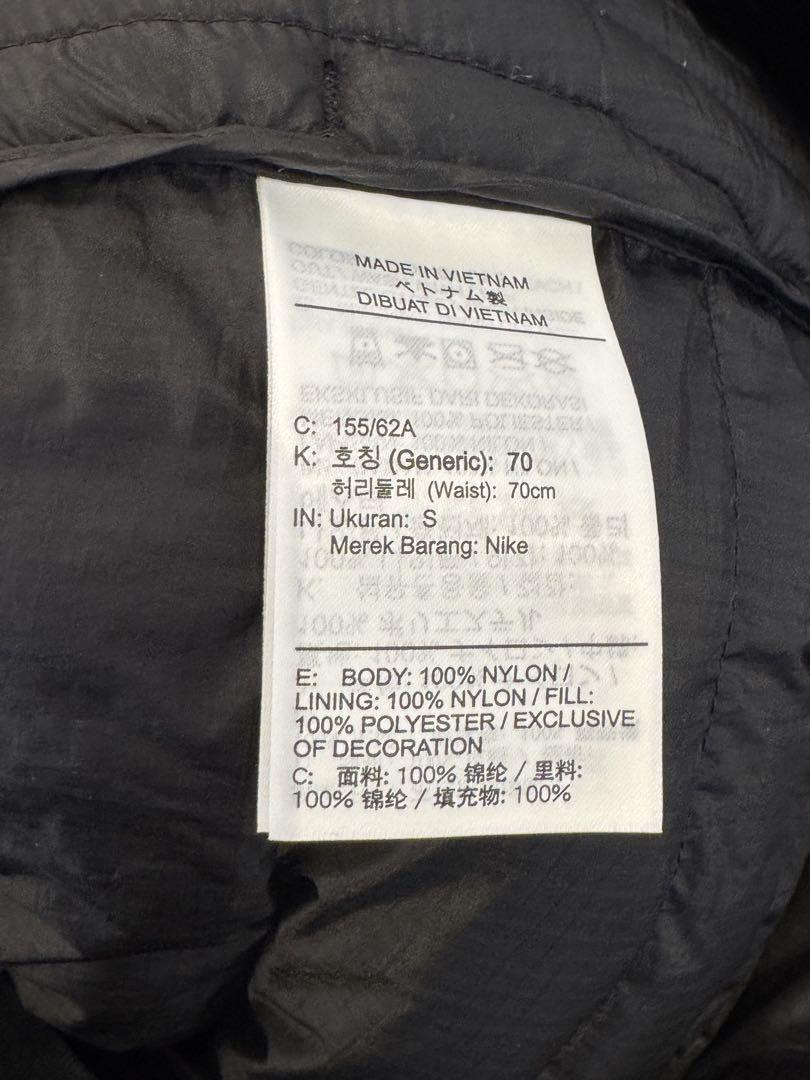 MADE IN VIETNAM
ベトナム製
DIBUAT DI VIETNAM
C: 155/62A
K: 호칭 (Generic): 70
허리둘레 (Waist): 70cm
IN: Ukuran: S
Merek Barang: Nike
E: BODY: 100% NYLON /
LINING: 100% NYLON / FILL:
100% POLYESTER / EXCLUSIVE
OF DECORATION
C: 面料: 100% 锦纶 / 里料:
100% 锦纶 / 填充物: 100%